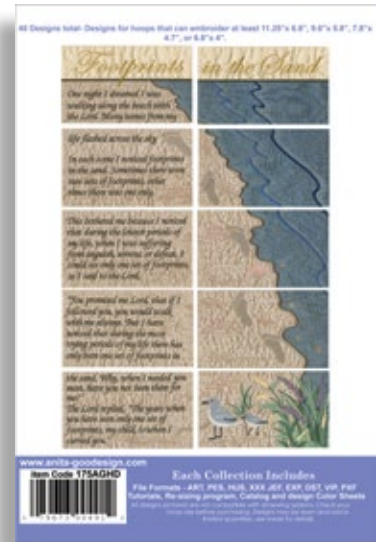 40 Designs total- Designs for hoops that can embroider at least 11.25"x 6.8", 9.6"x 5.8", 7.8"x
4.7", or 6.8"x 4".
Footprints in the Sand
One night I dreamed I was
walking along the beach with
the Lord. Many scenes from my
life flashed across the sky.
In each scene I noticed footprints
in the sand. Sometimes there were
two sets of footprints, other
times there was one only.
This bothered me because I noticed
that during the lowest periods of
my life, when I was suffering
from anguish, sorrow or defeat, I
could see only one set of footprints,
so I said to the Lord,
"You promised me Lord, that if I
followed you, you would walk
with me always. But I have
noticed that during the most
trying periods of my life there has
only been one set of footprints in
the sand. Why, when I needed you
most, have you not been there for
me?"
The Lord replied, "The years when
you have seen only one set of
footprints, my child, is when I
carried you."
www.anita-goodesign.com
Item Code 175AGHD
Each Collection Includes
File Formats - ART, PES, HUS, XXX JEF, EXP, DST, VIP, PXF
Tutorials, Re-sizing program, Catalog and design Color Sheets